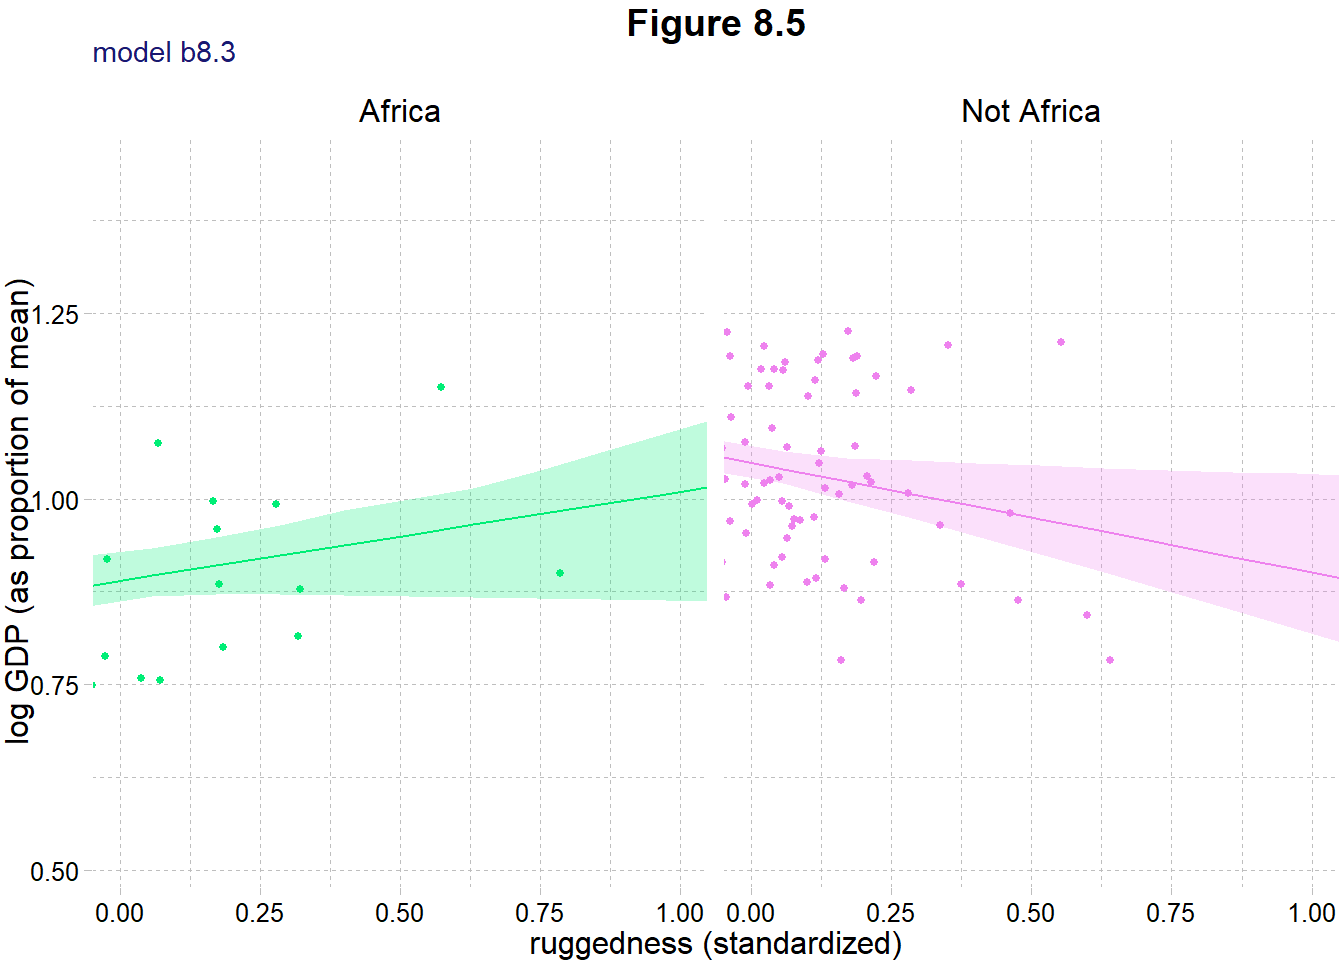 Figure 8.5
model b8.3
Africa
Not Africa
log GDP (as proportion of mean)
1.25
1.00
0.75
0.50
0.00 0.25 0.50 0.75 1.00
0.00 0.25 0.50 0.75 1.00
ruggedness (standardized)